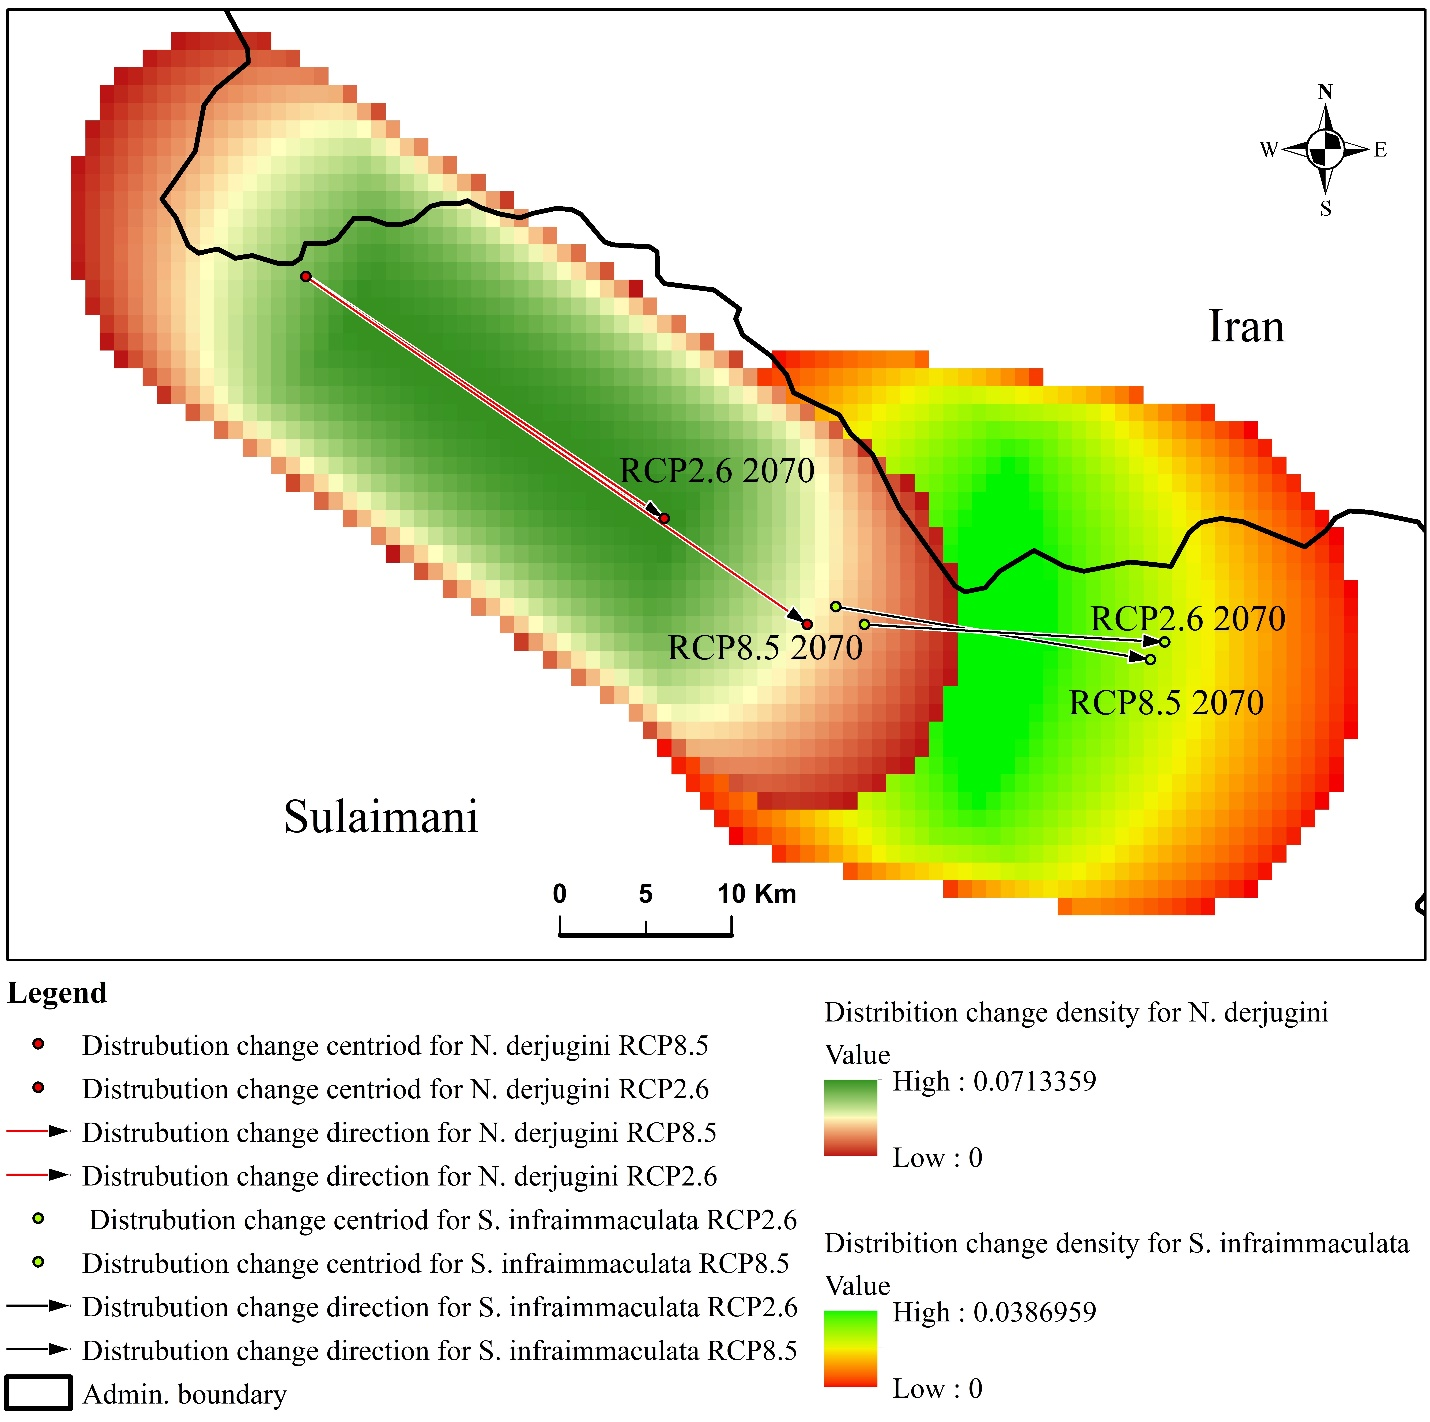 N
W E
S
Iran
RCP2.6 2070
RCP2.6 2070
RCP8.5 2070
RCP8.5 2070
Sulaimani
0 5 10 Km
Legend
Distrubution change centriod for N. derjugini RCP8.5
Distrubution change centriod for N. derjugini RCP2.6
Distrubution change direction for N. derjugini RCP8.5
Distrubution change direction for N. derjugini RCP2.6
Distrubution change centriod for S. infraimmaculata RCP2.6
Distrubution change centriod for S. infraimmaculata RCP8.5
Distrubution change direction for S. infraimmaculata RCP2.6
Distrubution change direction for S. infraimmaculata RCP8.5
Admin. boundary
Distribition change density for N. derjugini
Value
High : 0.0713359
Low : 0
Distribition change density for S. infraimmaculata
Value
High : 0.0386959
Low : 0